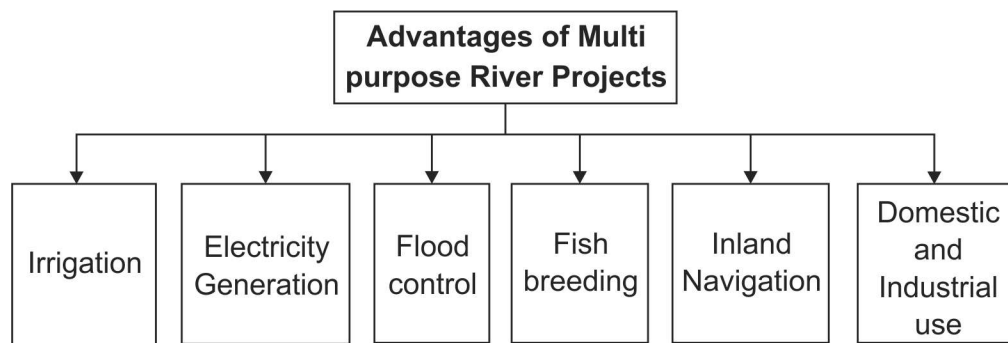 Advantages of Multi
purpose River Projects
Irrigation
Electricity
Generation
Flood
control
Fish
breeding
Inland
Navigation
Domestic
and
Industrial
use